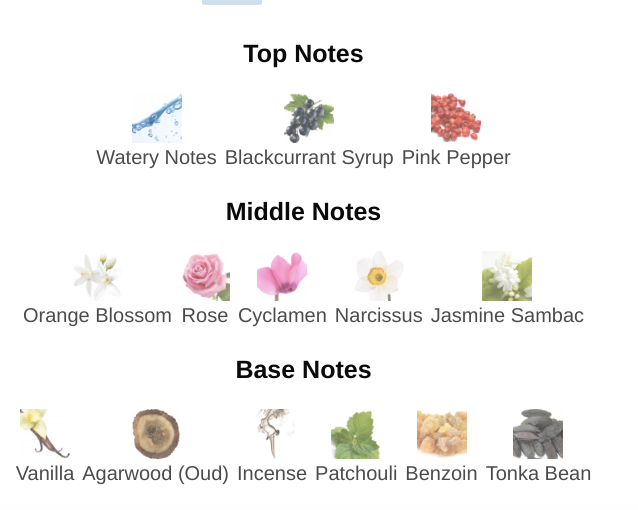 Top Notes
Watery Notes Blackcurrant Syrup Pink Pepper
Middle Notes
Orange Blossom Rose Cyclamen Narcissus Jasmine Sambac
Base Notes
Vanilla Agarwood (Oud) Incense Patchouli Benzoin Tonka Bean